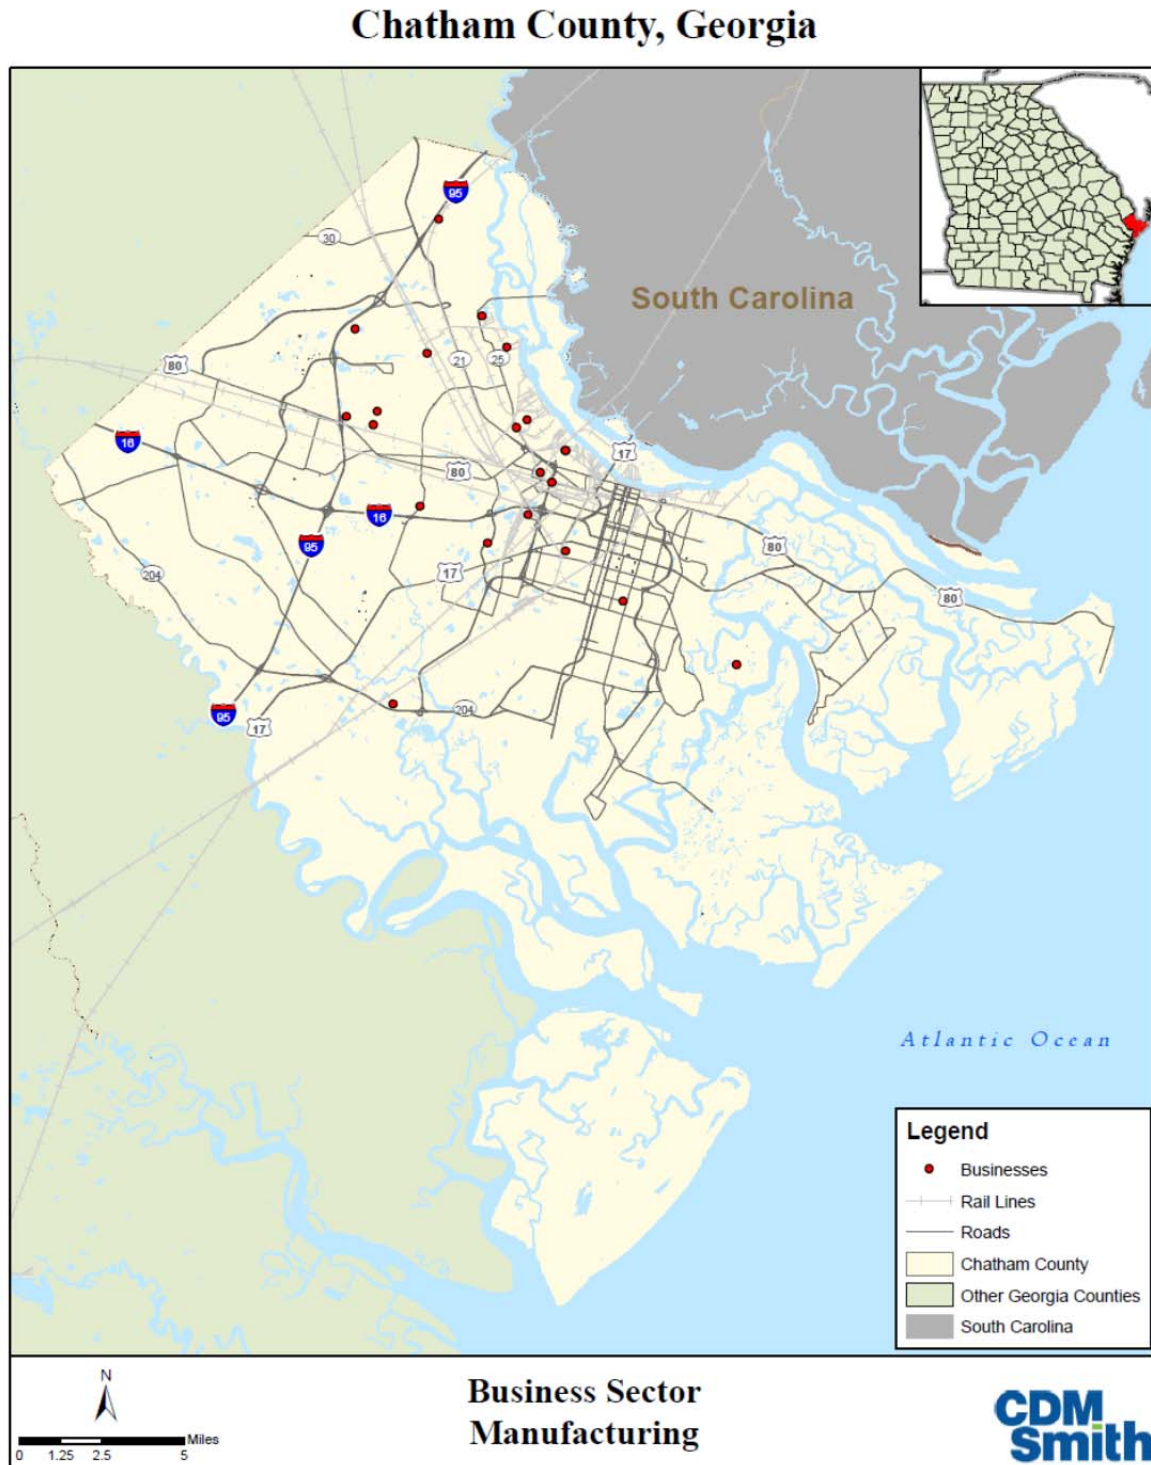 Chatham County, Georgia
95
30
South Carolina
80
21
25
16
17
80
16
95
80
204
17
80
204
95
17
Atlantic Ocean
Legend
Businesses
Rail Lines
Roads
Chatham County
Other Georgia Counties
South Carolina
N
Miles
0 1.25 2.5 5
Business Sector
Manufacturing
CDM
Smith